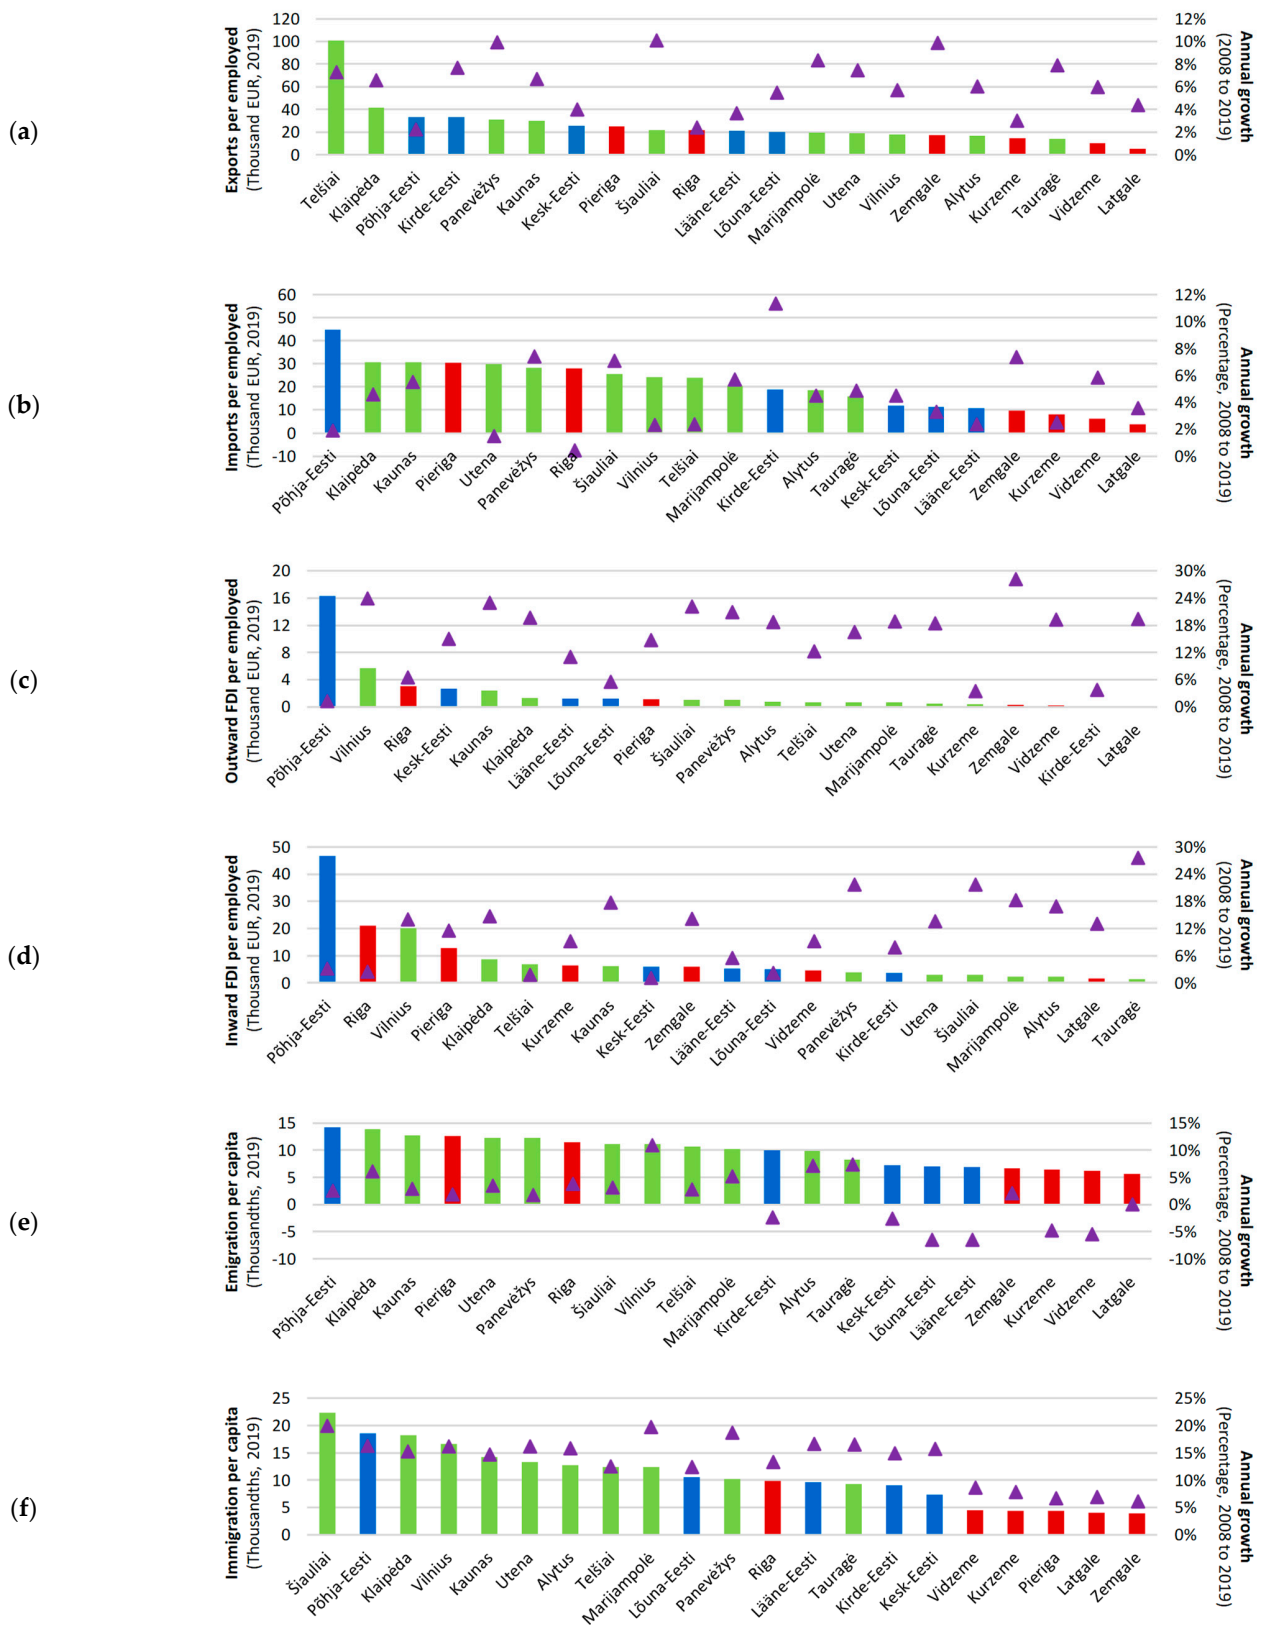 (a)
Exports per employed
(Thousand EUR, 2019)
120
100
80
60
40
20
0
12%
10%
8%
6%
4%
2%
0%
Annual growth
(2008 to 2019)
Telšiai
Klaipėda
Põhja-Eesti
Kirde-Eesti
Panevėžys
Kaunas
Kesk-Eesti
Pieriga
Šiauliai
Riga
Lääne-Eesti
Lõuna-Eesti
Marijampolė
Utena
Vilnius
Zemgale
Alytus
Kurzeme
Tauragė
Vidzeme
Latgale
(b)
Imports per employed
(Thousand EUR, 2019)
60
50
40
30
20
10
0
-10
12%
10%
8%
6%
4%
2%
0%
Annual growth
(Percentage, 2008 to 2019)
Põhja-Eesti
Klaipėda
Kaunas
Pieriga
Utena
Panevėžys
Riga
Šiauliai
Vilnius
Telšiai
Marijampolė
Kirde-Eesti
Alytus
Tauragė
Kesk-Eesti
Lõuna-Eesti
Lääne-Eesti
Zemgale
Kurzeme
Vidzeme
Latgale
(c)
Outward FDI per employed
(Thousand EUR, 2019)
20
16
12
8
4
0
30%
24%
18%
12%
6%
0%
Annual growth
(Percentage, 2008 to 2019)
Põhja-Eesti
Vilnius
Riga
Kesk-Eesti
Kaunas
Klaipėda
Lääne-Eesti
Lõuna-Eesti
Pieriga
Šiauliai
Panevėžys
Alytus
Telšiai
Utena
Marijampolė
Tauragė
Kurzeme
Zemgale
Vidzeme
Kirde-Eesti
Latgale
(d)
Inward FDI per employed
(Thousand EUR, 2019)
50
40
30
20
10
0
30%
24%
18%
12%
6%
0%
Annual growth
(2008 to 2019)
Põhja-Eesti
Riga
Vilnius
Pieriga
Klaipėda
Telšiai
Kurzeme
Kaunas
Kesk-Eesti
Zemgale
Lääne-Eesti
Lõuna-Eesti
Vidzeme
Panevėžys
Kirde-Eesti
Utena
Šiauliai
Marijampolė
Alytus
Latgale
Tauragė
(e)
Emigration per capita
(Thousandths, 2019)
15
10
5
0
-5
-10
15%
10%
5%
0%
-5%
-10%
Annual growth
(Percentage, 2008 to 2019)
Põhja-Eesti
Klaipėda
Kaunas
Pieriga
Utena
Panevėžys
Riga
Šiauliai
Vilnius
Telšiai
Marijampolė
Kirde-Eesti
Alytus
Tauragė
Kesk-Eesti
Lõuna-Eesti
Lääne-Eesti
Zemgale
Kurzeme
Vidzeme
Latgale
(f)
Immigration per capita
(Thousandths, 2019)
25
20
15
10
5
0
25%
20%
15%
10%
5%
0%
Annual growth
(Percentage, 2008 to 2019)
Šiauliai
Põhja-Eesti
Klaipėda
Vilnius
Kaunas
Utena
Alytus
Telšiai
Marijampolė
Lõuna-Eesti
Panevėžys
Riga
Lääne-Eesti
Tauragė
Kirde-Eesti
Kesk-Eesti
Vidzeme
Kurzeme
Pieriga
Latgale
Zemgale